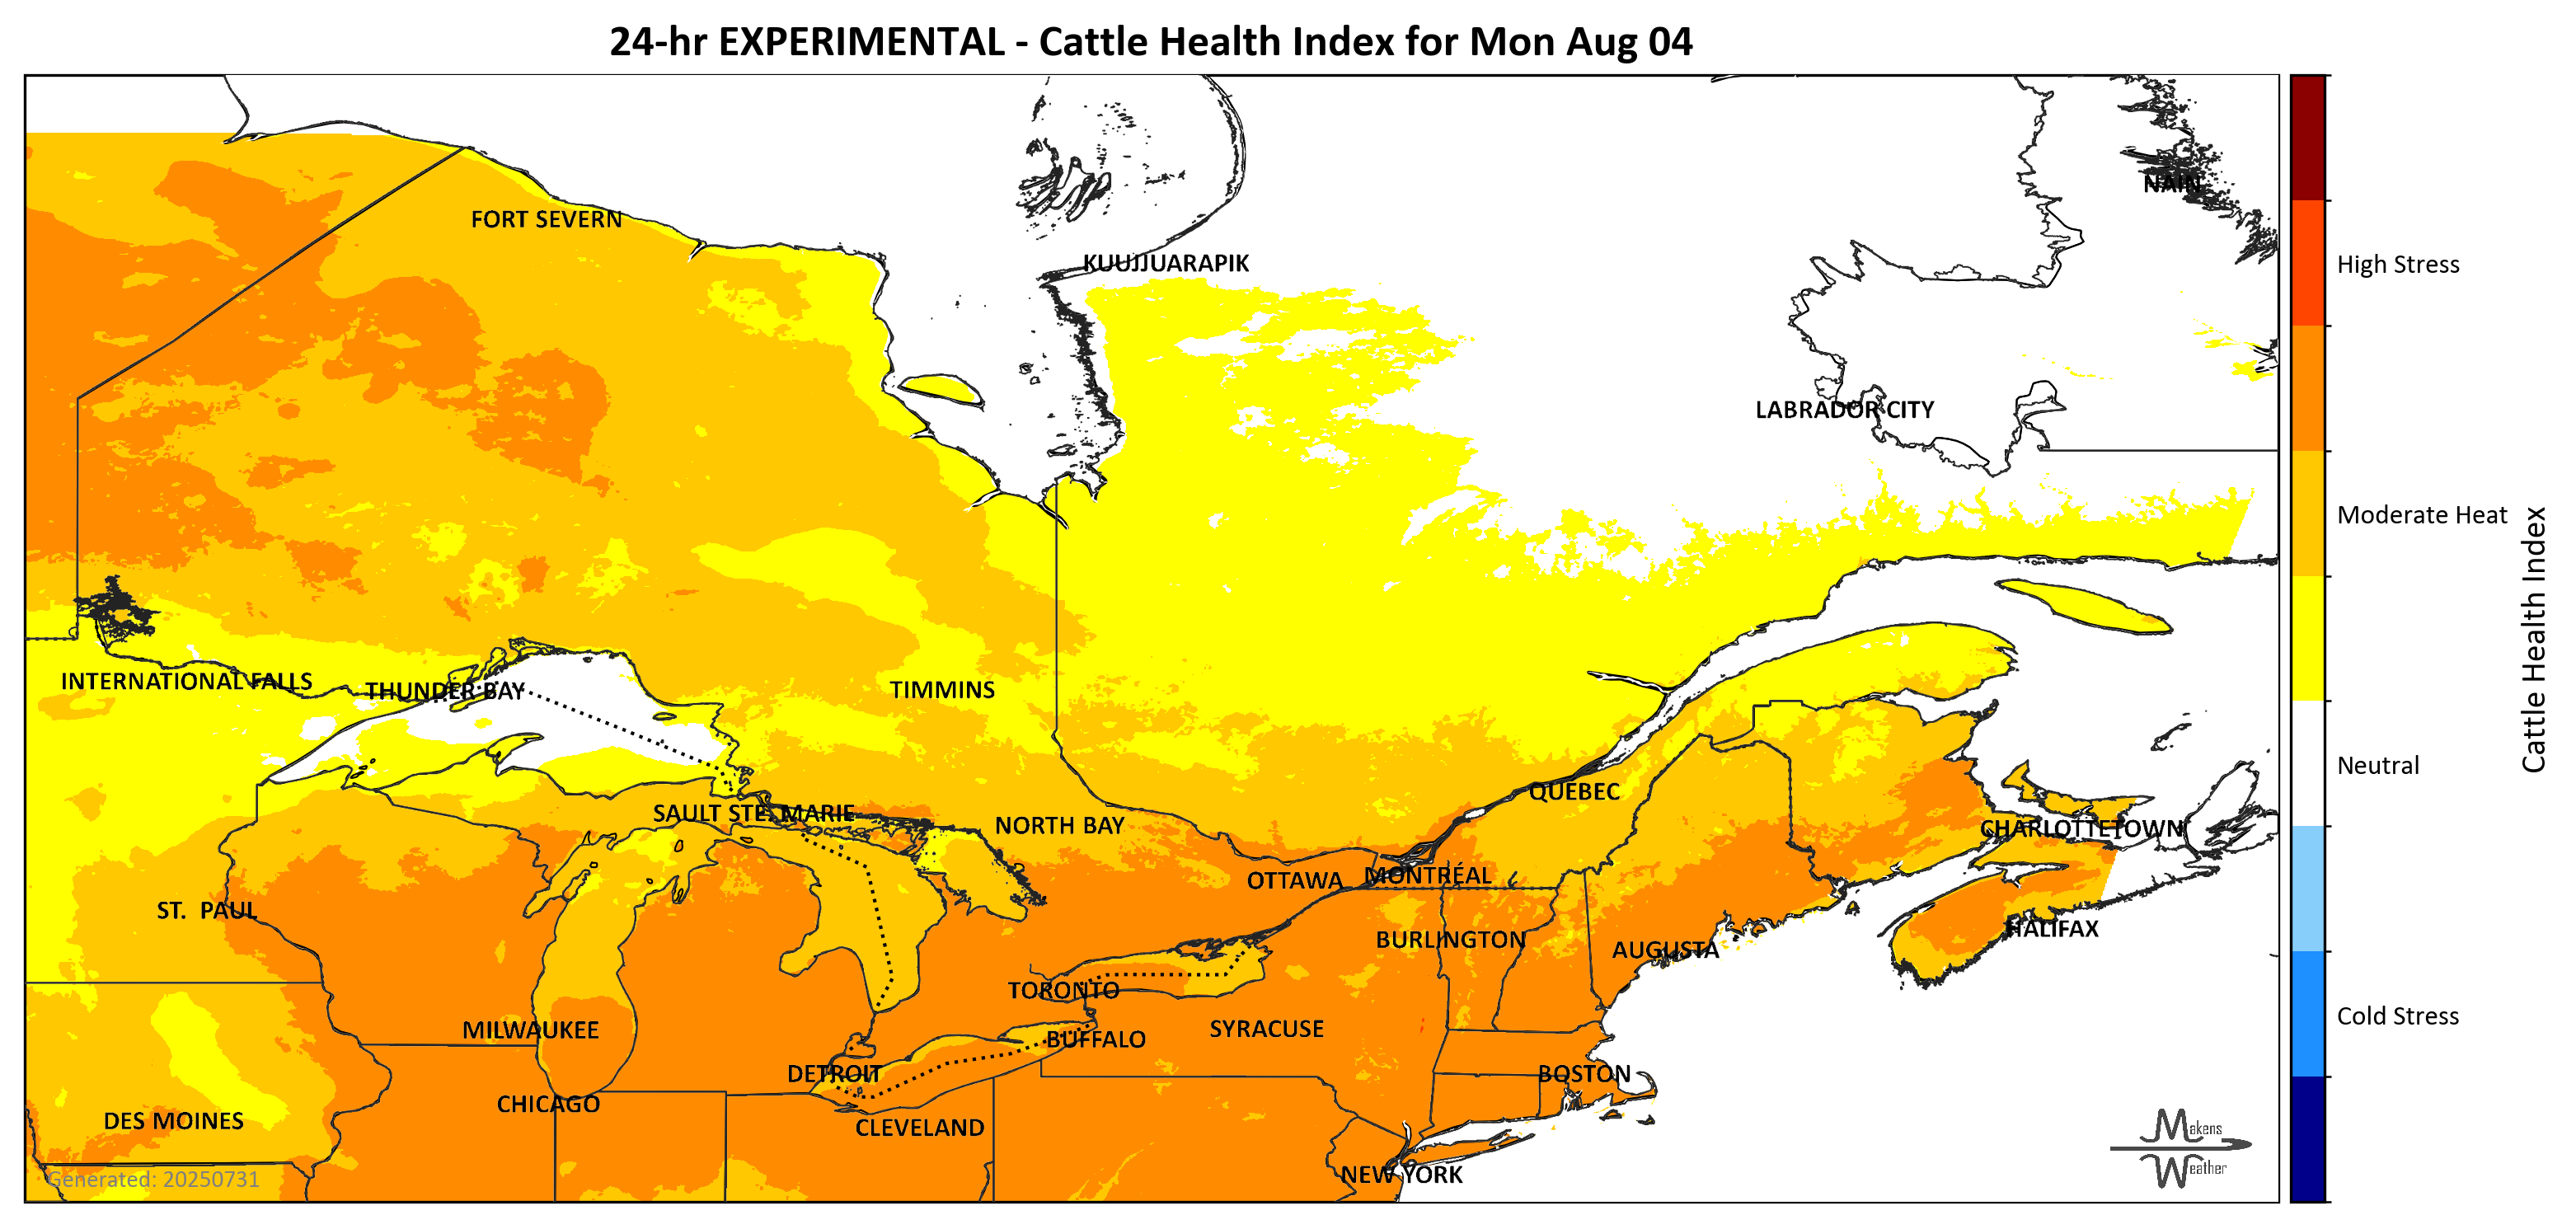 24-hr EXPERIMENTAL - Cattle Health Index for Mon Aug 04
NAIN
FORT SEVERN
KUUJJUARAPIK
High Stress
LABRADOR CITY
Moderate Heat
Cattle Health Index
INTERNATIONAL FALLS
THUNDER BAY
TIMMINS
Neutral
QUEBEC
SAULT STE. MARIE
NORTH BAY
CHARLOTTETOWN
OTTAWA
MONTRÉAL
ST. PAUL
HALIFAX
BURLINGTON
AUGUSTA
TORONTO
Cold Stress
MILWAUKEE
SYRACUSE
BUFFALO
DETROIT
BOSTON
CHICAGO
DES MOINES
CLEVELAND
Makens
Weather
NEW YORK
Generated: 20250731